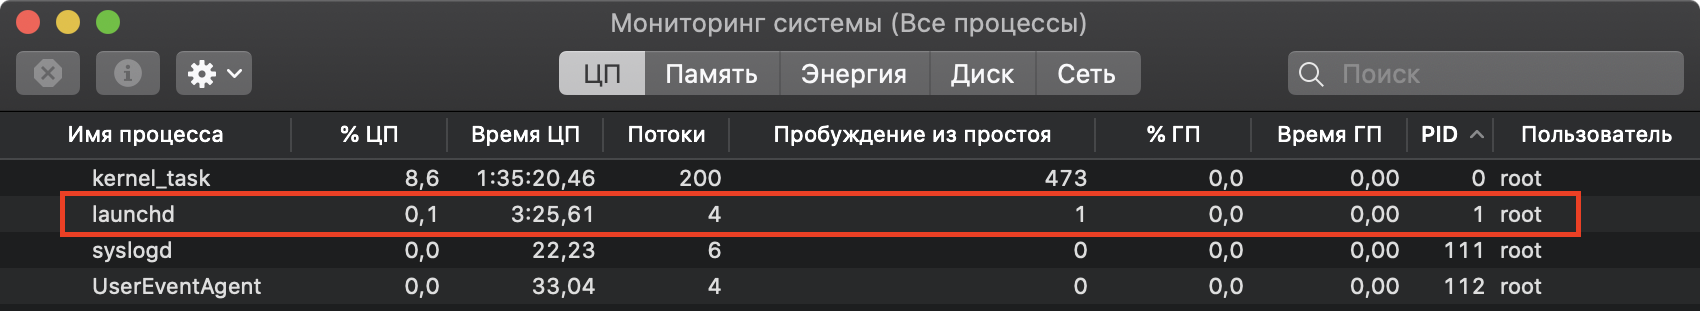 Мониторинг системы (Все процессы)
ЦП Память Энергия Диск Сеть Поиск
Имя процесса % ЦП Время ЦП Потоки Пробуждение из простоя % ГП Время ГП PID Пользователь
kernel_task 8,6 1:35:20,46 200 473 0,0 0,00 0 root
launchd 0,1 3:25,61 4 1 0,0 0,00 1 root
syslogd 0,0 22,23 6 0 0,0 0,00 111 root
UserEventAgent 0,0 33,04 4 0 0,0 0,00 112 root